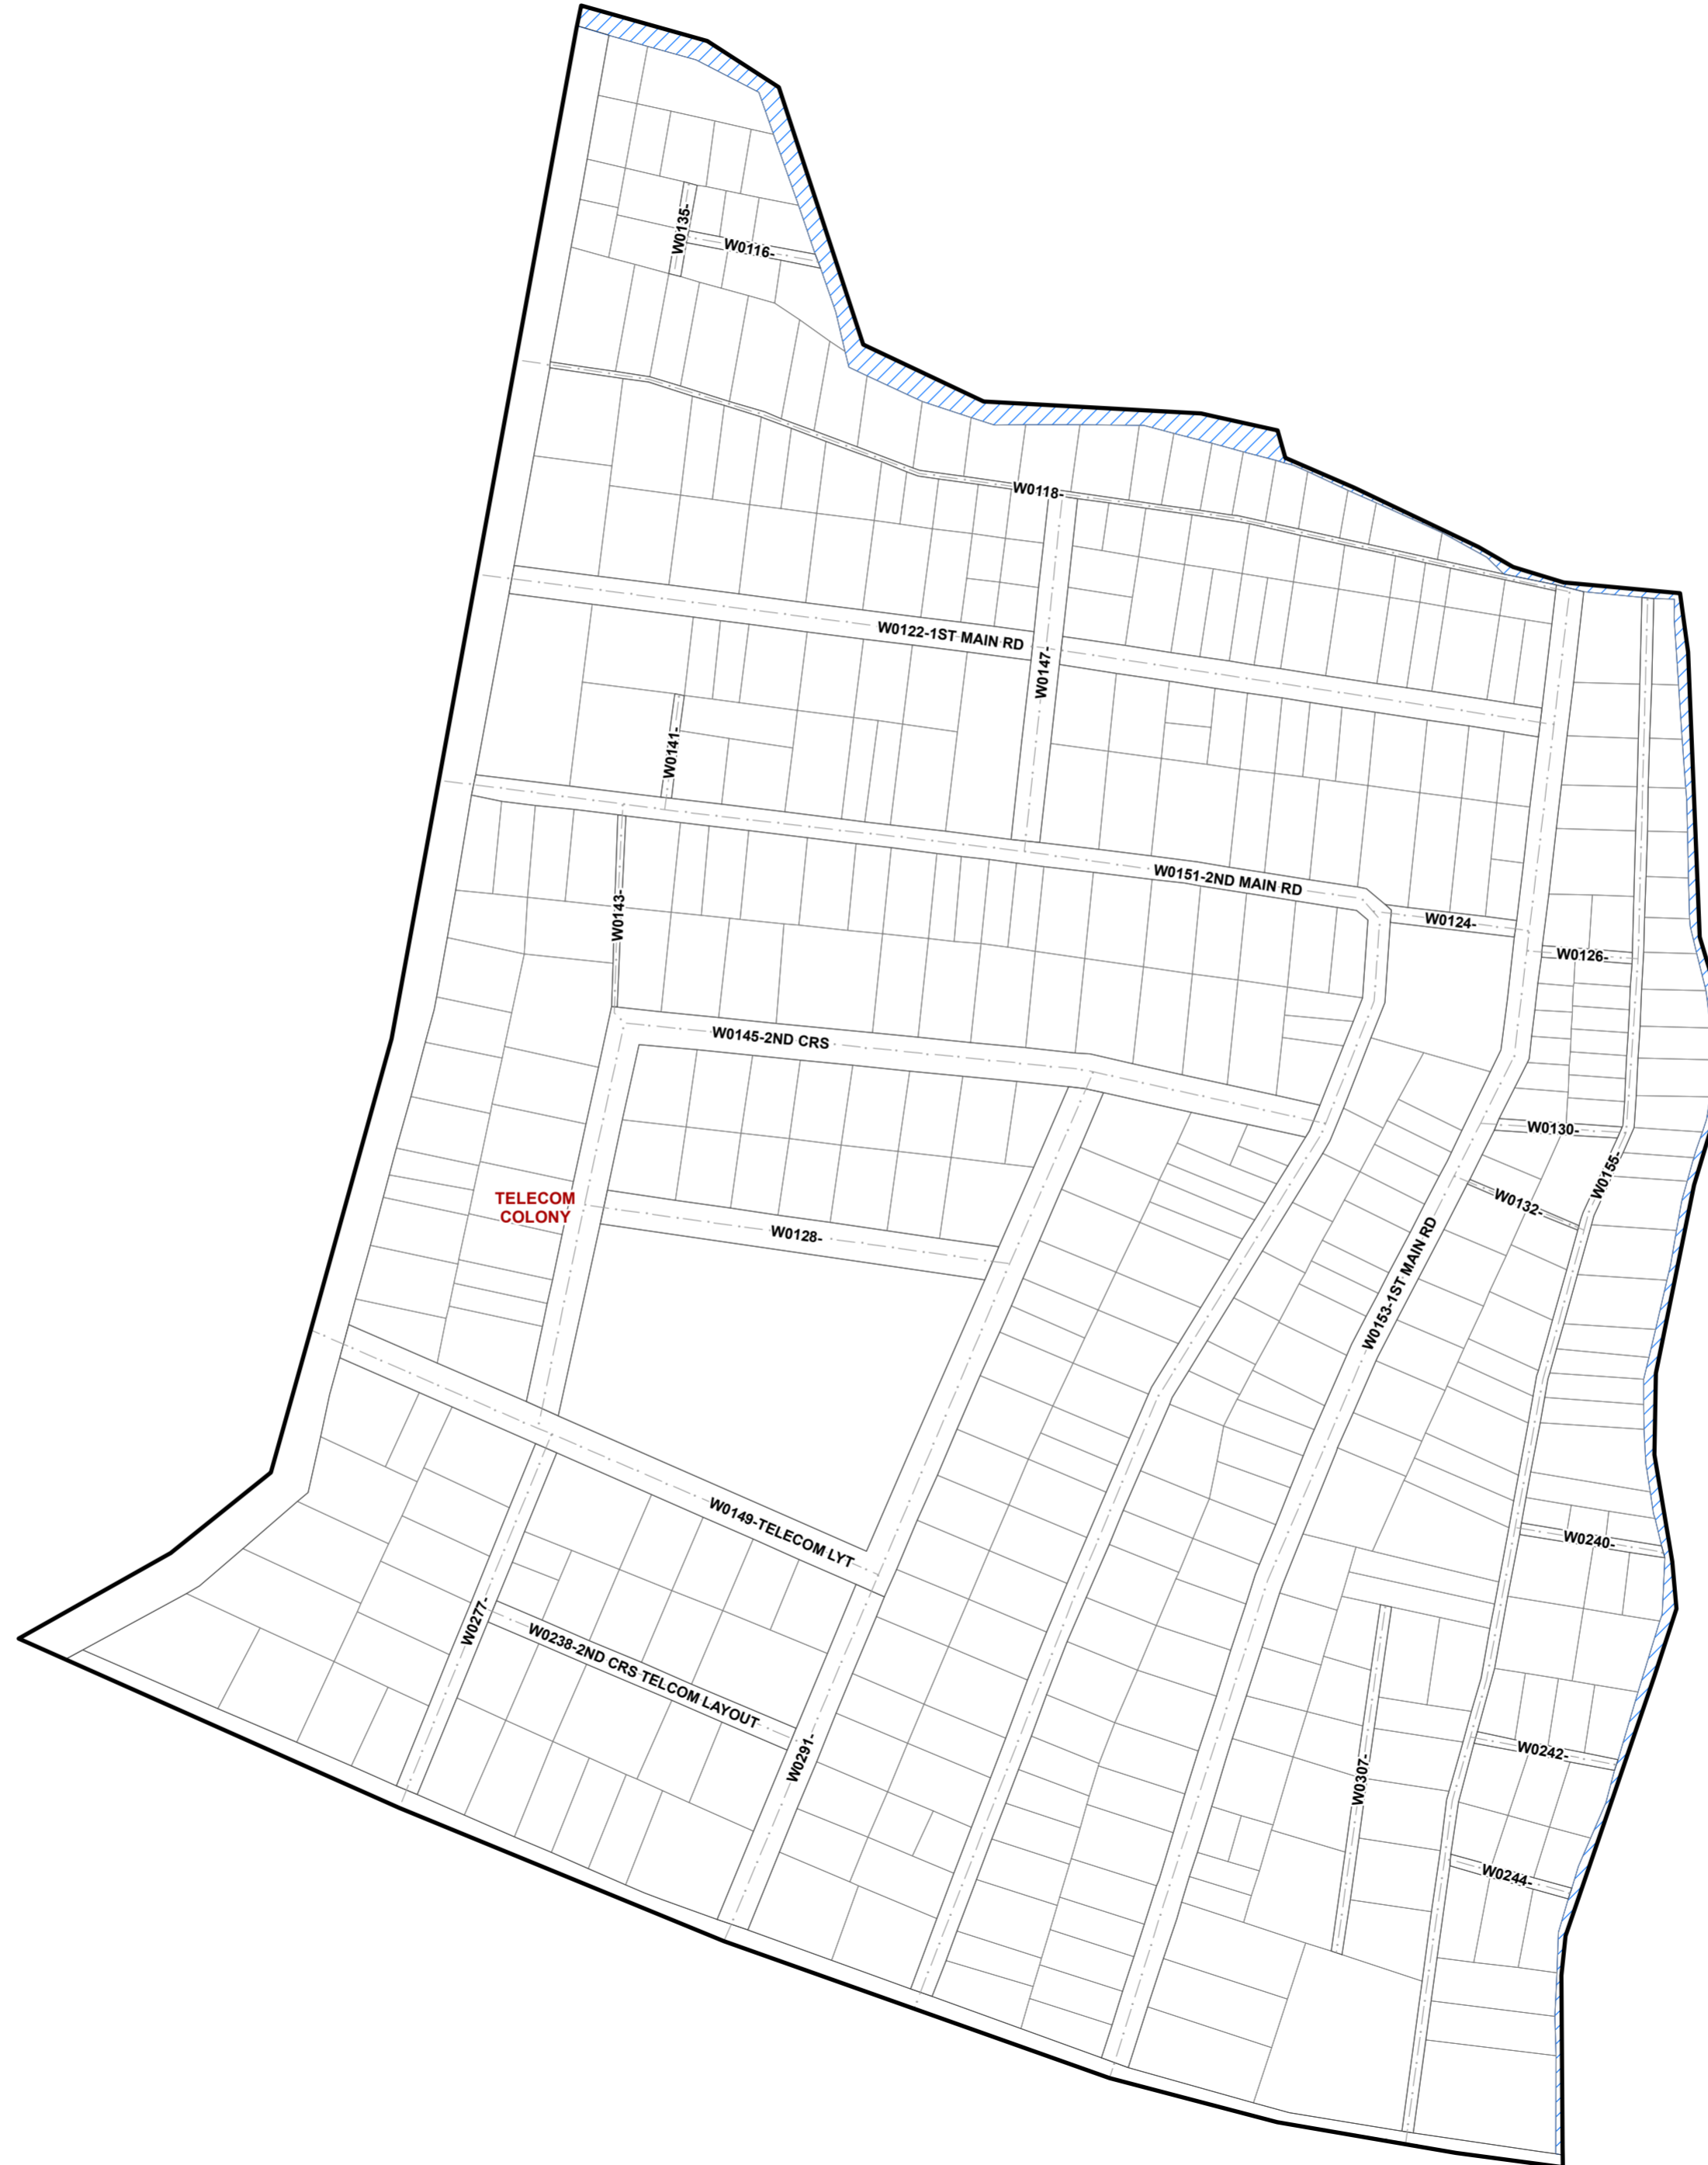 W0135-
W0116-
W0118-
W0122-1ST MAIN RD
W0147-
W0141-
W0151-2ND MAIN RD
W0143-
W0124-
W0126-
W0145-2ND CRS
W0130-
W0155-
W0132-
TELECOM
COLONY
W0128-
W0153-1ST MAIN RD
W0149-TELECOM LYT
W0240-
W0277-
W0238-2ND CRS TELCOM LAYOUT
W0291-
W0242-
W0307-
W0244-